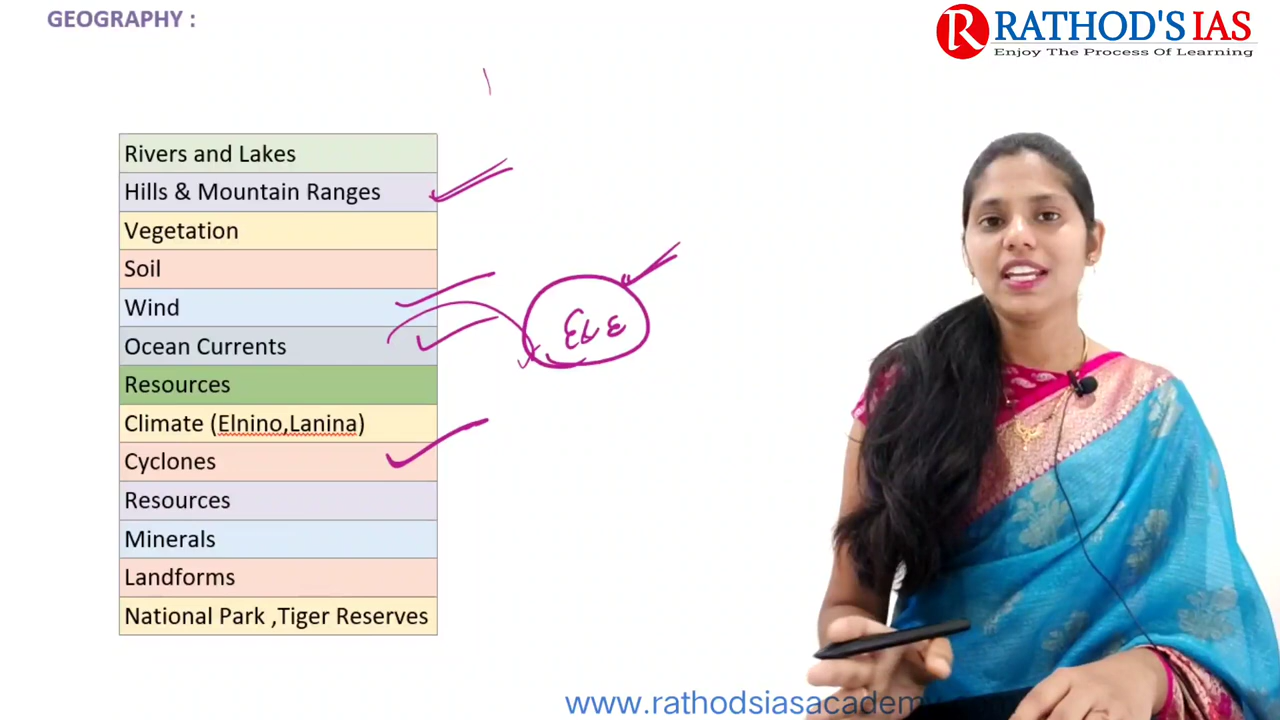 GEOGRAPHY :
RATHOD'S IAS
Enjoy The Process Of Learning
Rivers and Lakes
Hills & Mountain Ranges
Vegetation
Soil
Wind
Ocean Currents
Resources
Climate (Elnino,Lanina)
Cyclones
Resources
Minerals
Landforms
National Park ,Tiger Reserves
www.rathodsiasacademy